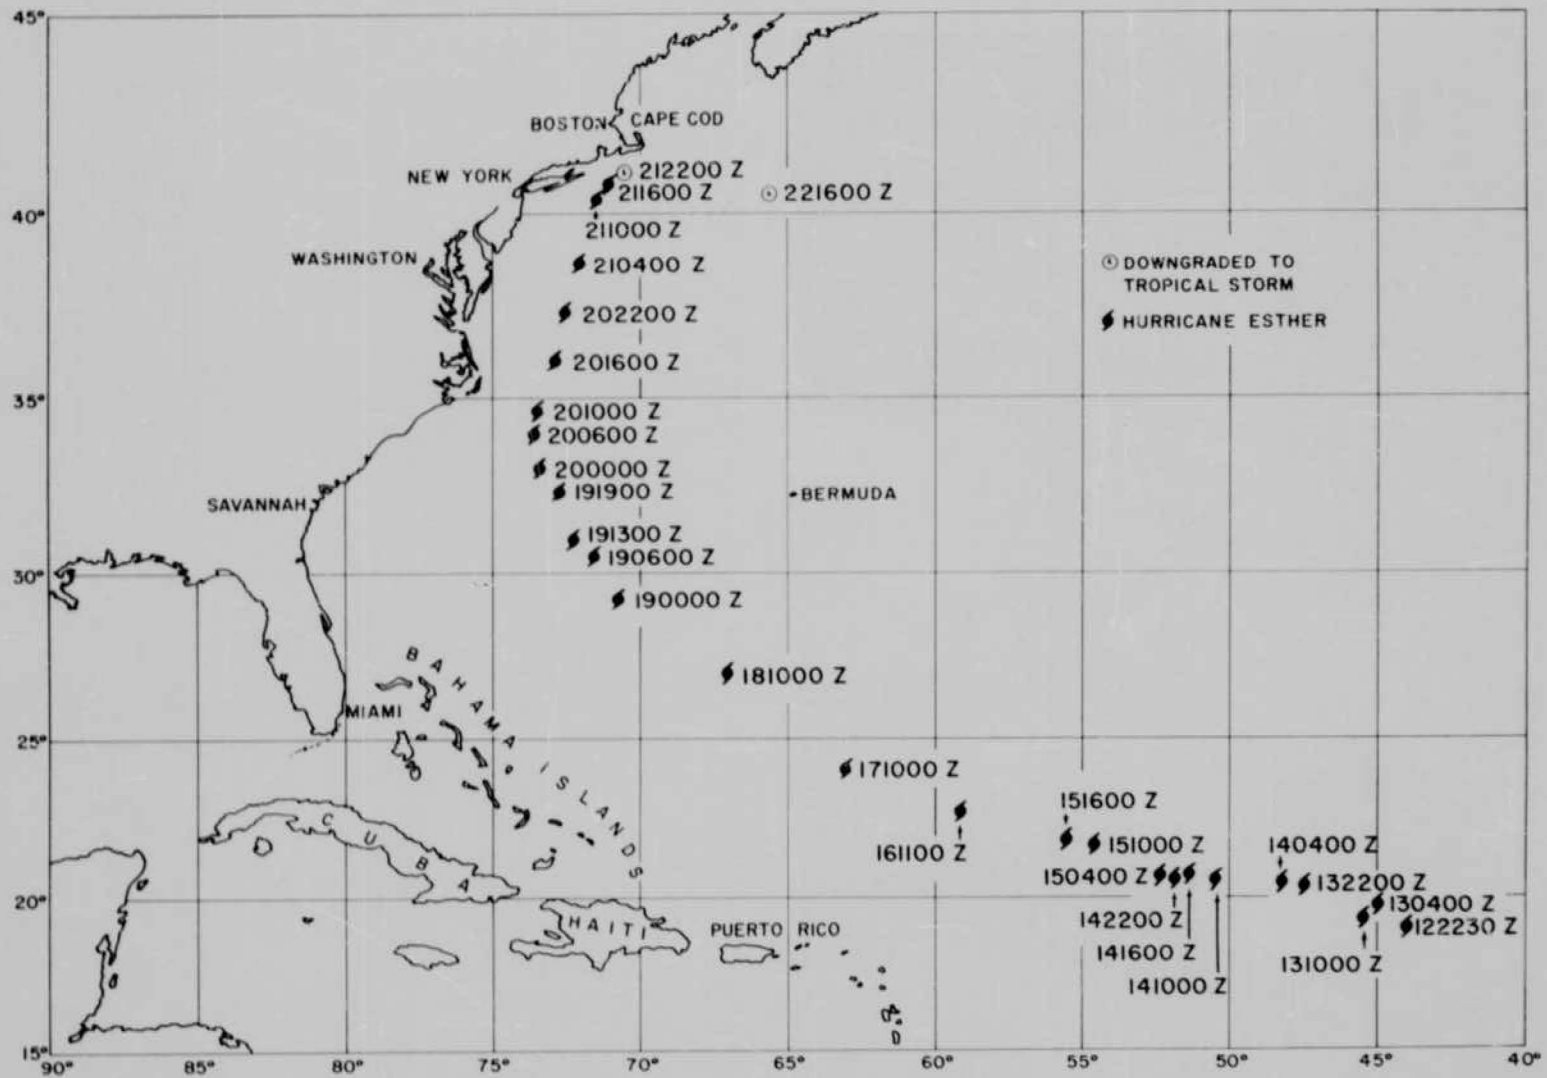 45°
BOSTON
CAPE COD
NEW YORK
212200 Z
211600 Z
221600 Z
40°
211000 Z
WASHINGTON
210400 Z
DOWNGRADED TO
TROPICAL STORM
202200 Z
HURRICANE ESTHER
201600 Z
35°
201000 Z
200600 Z
200000 Z
191900 Z
BERMUDA
SAVANNAH
191300 Z
190600 Z
30°
190000 Z
BAHAMA ISLANDS
181000 Z
MIAMI
25°
171000 Z
151600 Z
CUBA
161100 Z
151000 Z
140400 Z
150400 Z
132200 Z
20°
130400 Z
142200 Z
122230 Z
HAITI
PUERTO RICO
141600 Z
131000 Z
141000 Z
15°
90° 85° 80° 75° 70° 65° 60° 55° 50° 45° 40°